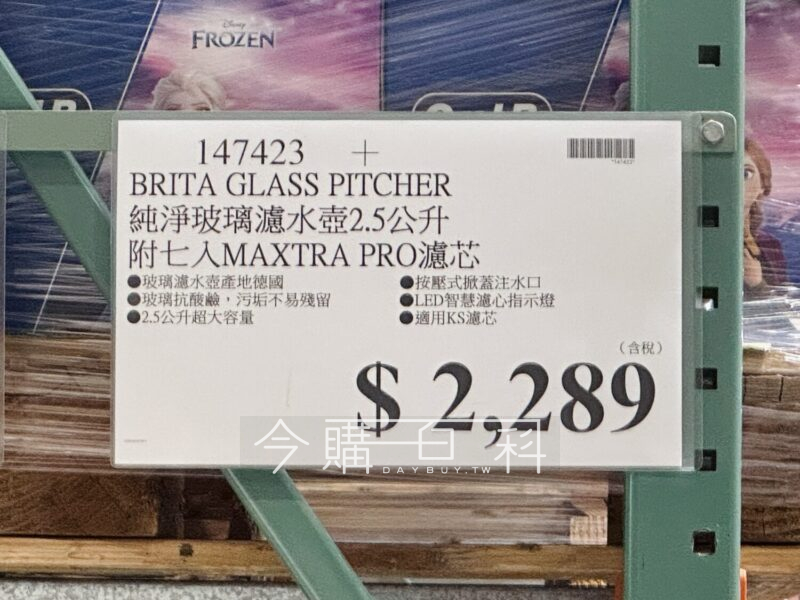 Disney
FROZEN
147423 +
*147423*
BRITA GLASS PITCHER
純淨玻璃濾水壺2.5公升
附七入MAXTRA PRO濾芯
●玻璃濾水壺產地德國
●玻璃抗酸鹼，污垢不易殘留
●2.5公升超大容量
●按壓式掀蓋注水口
●LED智慧濾心指示燈
●適用KS濾芯
（含稅）
$ 2,289
今購百科
DAYBUY.TW